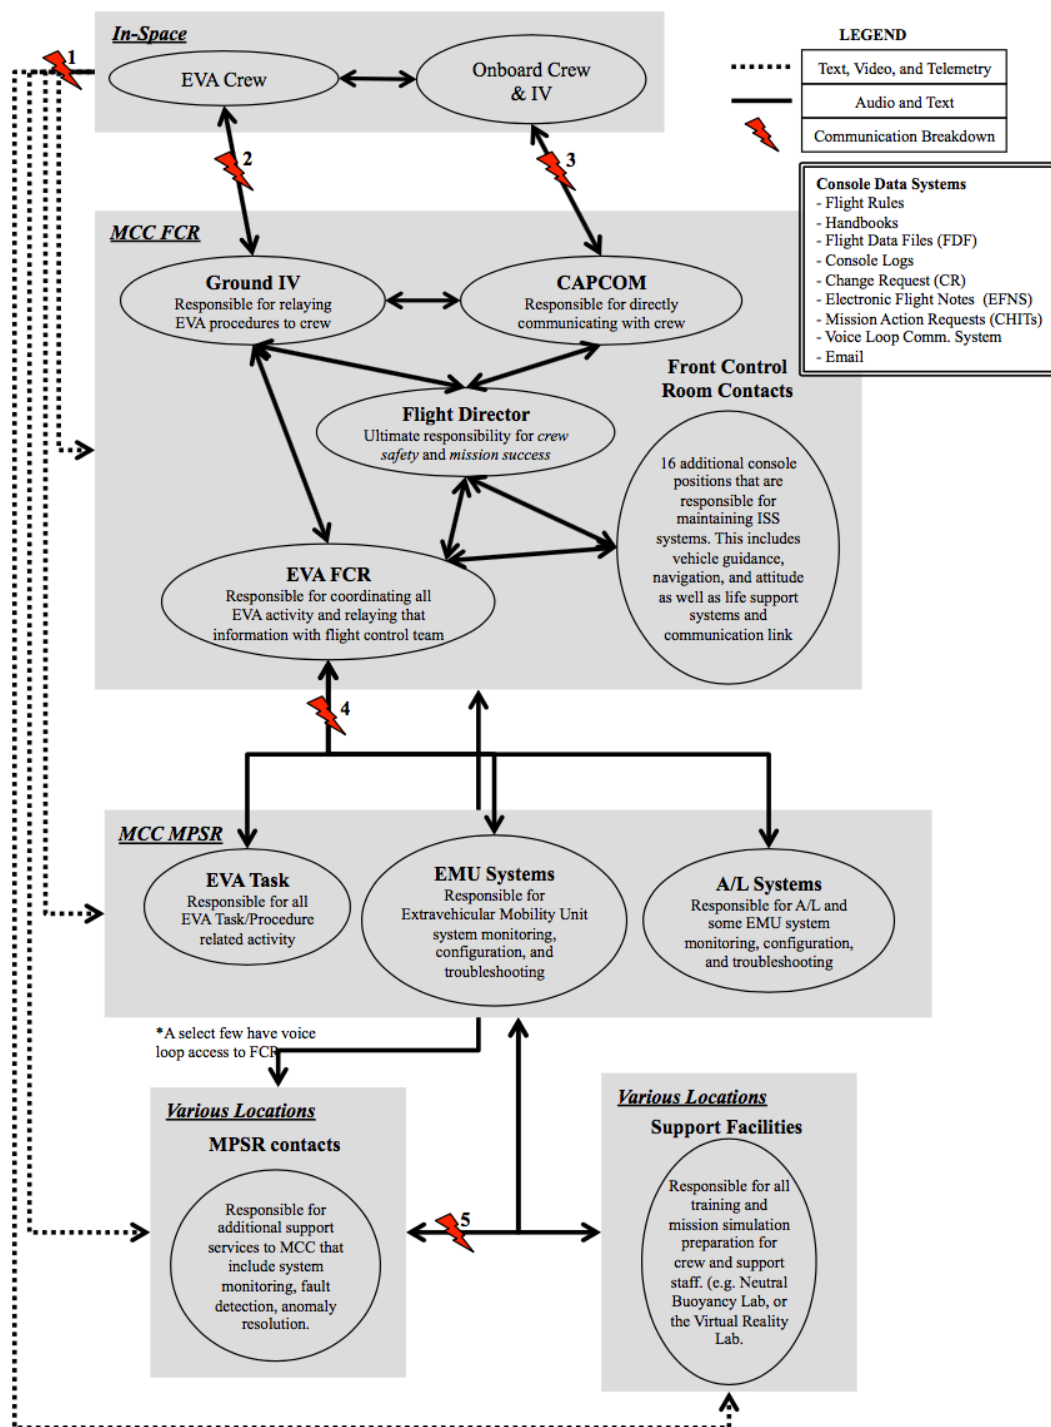 In-Space
1
EVA Crew
Onboard Crew
& IV
LEGEND
Text, Video, and Telemetry
Audio and Text
Communication Breakdown
2
3
Console Data Systems
- Flight Rules
- Handbooks
- Flight Data Files (FDF)
- Console Logs
- Change Request (CR)
- Electronic Flight Notes (EFNS)
- Mission Action Requests (CHITs)
- Voice Loop Comm. System
- Email
MCC FCR
Ground IV
Responsible for relaying
EVA procedures to crew
CAPCOM
Responsible for directly
communicating with crew
Front Control
Room Contacts
Flight Director
Ultimate responsibility for crew
safety and mission success
16 additional console
positions that are
responsible for
maintaining ISS
systems. This includes
vehicle guidance,
navigation, and attitude
as well as life support
systems and
communication link
EVA FCR
Responsible for coordinating all
EVA activity and relaying that
information with flight control team
4
MCC MPSR
EVA Task
Responsible for all
EVA Task/Procedure
related activity
EMU Systems
Responsible for
Extravehicular Mobility Unit
system monitoring,
configuration, and
troubleshooting
A/L Systems
Responsible for A/L and
some EMU system
monitoring, configuration,
and troubleshooting
*A select few have voice
loop access to FCR
Various Locations
MPSR contacts
Responsible for
additional support
services to MCC that
include system
monitoring, fault
detection, anomaly
resolution.
5
Various Locations
Support Facilities
Responsible for all
training and
mission simulation
preparation for
crew and support
staff. (e.g. Neutral
Buoyancy Lab, or
the Virtual Reality
Lab.